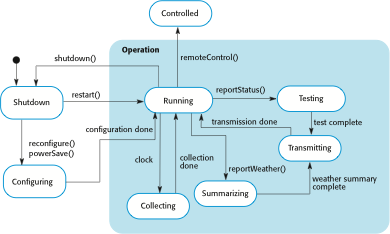 Controlled
Operation
shutdown()
remoteControl()
Shutdown
restart()
Running
reportStatus()
Testing
reconfigure()
powerSave()
configuration done
transmission done
test complete
Transmitting
Configuring
clock
collection
done
reportWeather()
Collecting
Summarizing
weather summary
complete